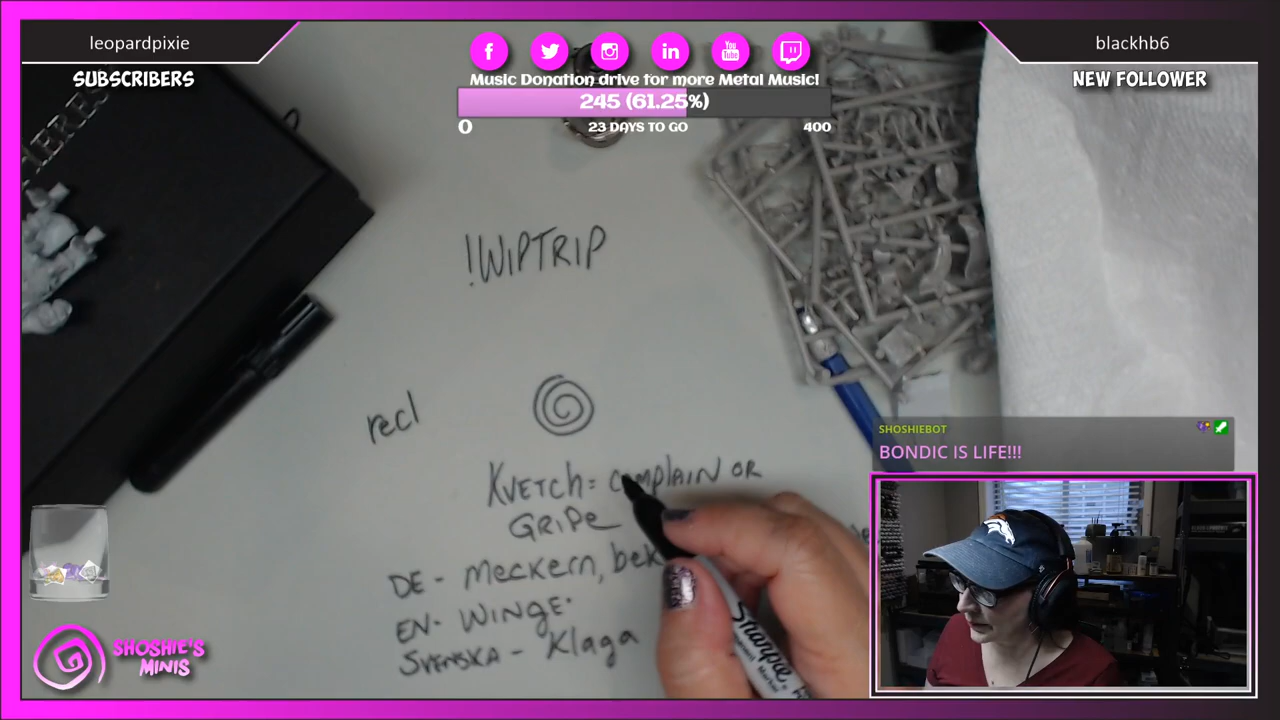 leopardpixie
SUBSCRIBERS
blackhb6
NEW FOLLOWER
Music Donation drive for more Metal Music!
245 (61.25%)
0
23 DAYS TO GO
400
!WIPTRIP
recl
KVETCH = COMPLAIN OR
GRIPE
DE - Meckern,
EN - WINGE.
SVENSKA - Klaga
Sharpie
SHOSHIEBOT
BONDIC IS LIFE!!!
SHOSHIE'S
MINIS